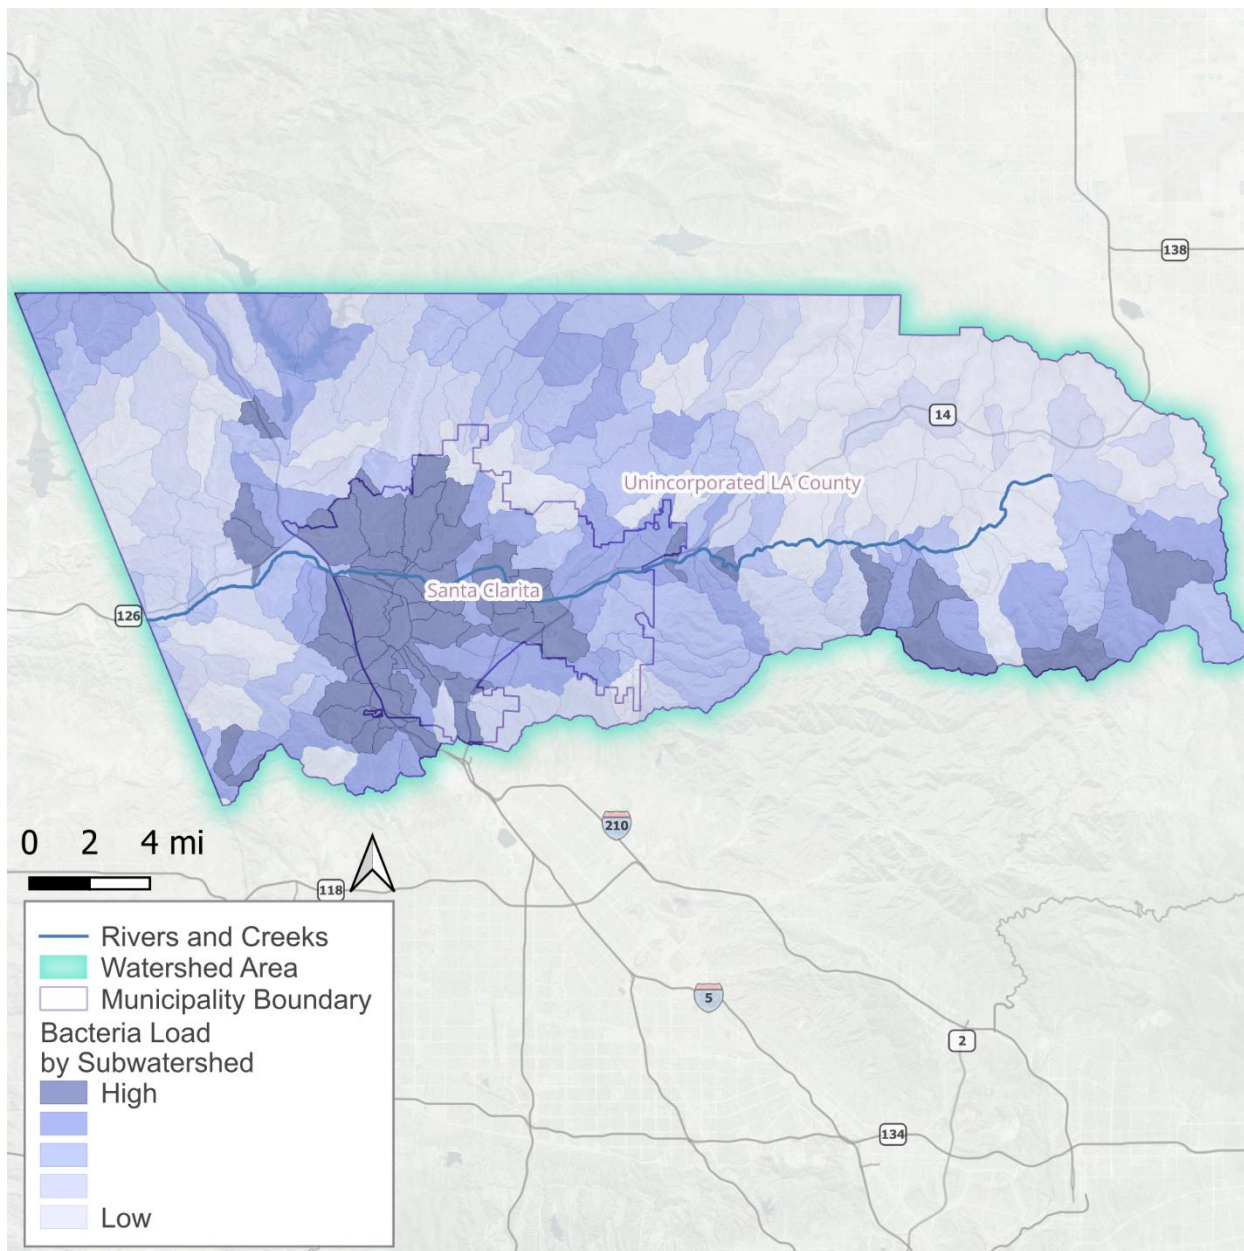 138
14
Unincorporated LA County
Santa Clarita
126
0 2 4 mi
210
118
5
2
134
Rivers and Creeks
Watershed Area
Municipality Boundary
Bacteria Load
by Subwatershed
High
Low